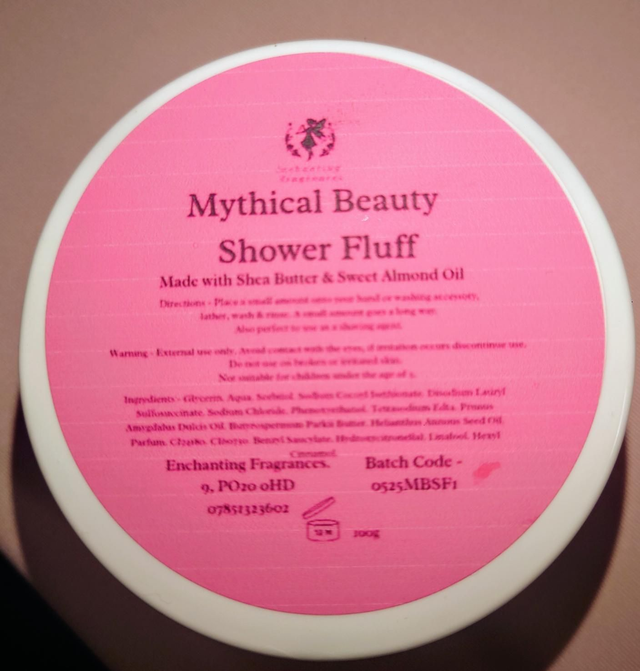 Enchanting
Fragrances
Mythical Beauty
Shower Fluff
Made with Shea Butter & Sweet Almond Oil
Directions - Place a small amount onto your hand or washing accessory,
lather, wash & rinse. A small amount goes a long way.
Also perfect to use as a shaving agent.
Warning - External use only. Avoid contact with the eyes, if irritation occurs discontinue use.
Do not use on broken or irritated skin.
Not suitable for children under the age of 3.
Ingredients - Glycerin, Aqua, Sorbitol, Sodium Cocoyl Isethionate, Disodium Lauryl
Sulfosuccinate, Sodium Chloride, Phenoxyethanol, Tetrasodium Edta, Prunus
Amygdalus Dulcis Oil, Butyrospermum Parkii Butter, Helianthus Annuus Seed Oil,
Parfum, Benzyl Salicylate, Hydroxycitronellal, Linalool, Hexyl
Cinnamal.
Enchanting Fragrances. Batch Code -
9, PO20 0HD 0525MBSF1
07851323602
12 m 100g